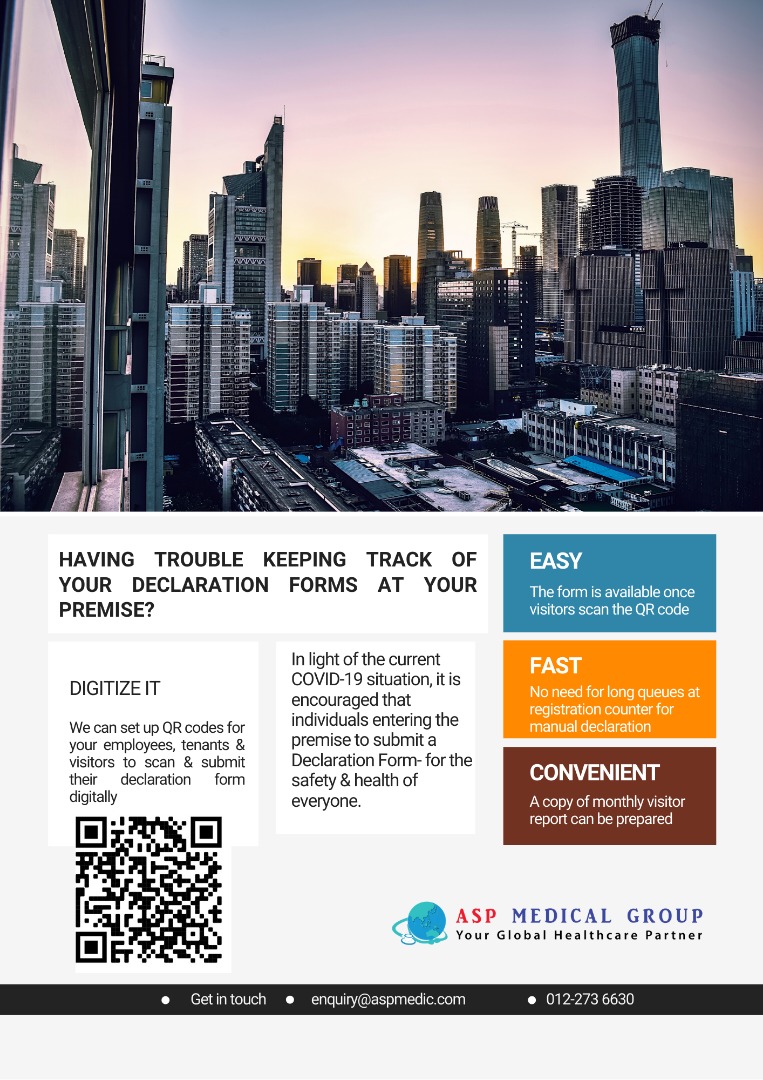 HAVING TROUBLE KEEPING TRACK OF
YOUR DECLARATION FORMS AT YOUR
PREMISE?
DIGITIZE IT
We can set up QR codes for
your employees, tenants &
visitors to scan & submit
their declaration form
digitally
In light of the current
COVID-19 situation, it is
encouraged that
individuals entering the
premise to submit a
Declaration Form- for the
safety & health of
everyone.
EASY
The form is available once
visitors scan the QR code
FAST
No need for long queues at
registration counter for
manual declaration
CONVENIENT
A copy of monthly visitor
report can be prepared
ASP MEDICAL GROUP
Your Global Healthcare Partner
● Get in touch ● enquiry@aspmedic.com ● 012-273 6630